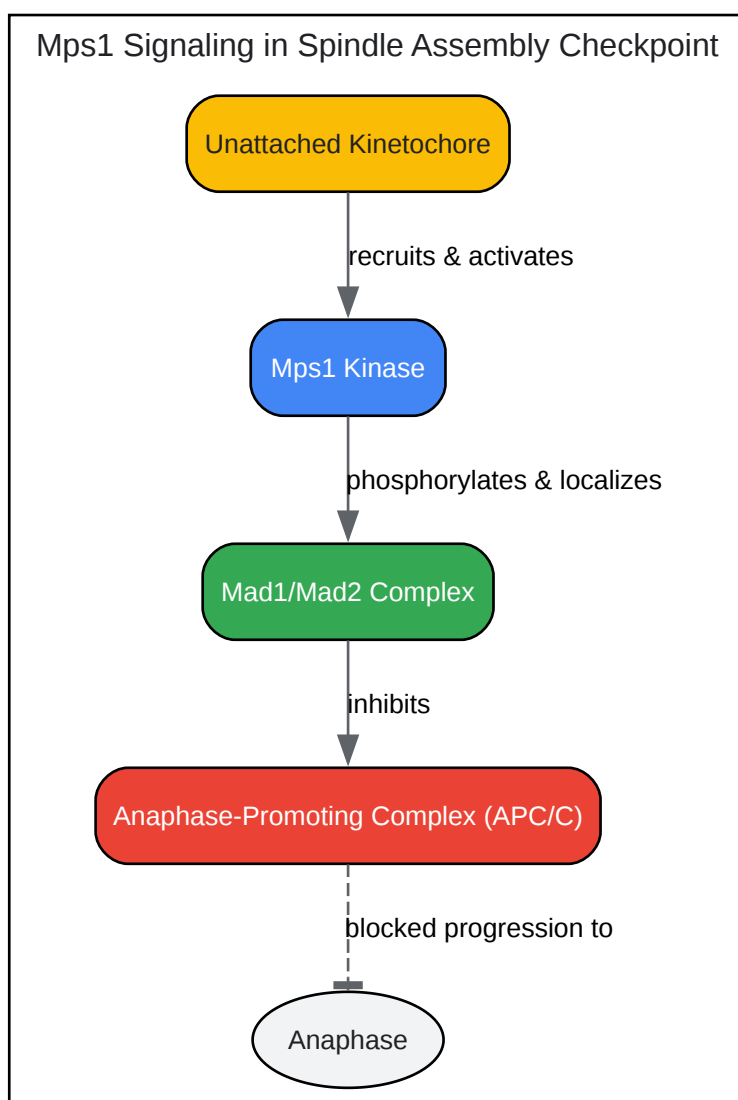 Mps1 Signaling in Spindle Assembly Checkpoint
Unattached Kinetochore
recruits & activates
Mps1 Kinase
phosphorylates & localizes
Mad1/Mad2 Complex
inhibits
Anaphase-Promoting Complex (APC/C)
blocked progression to
Anaphase